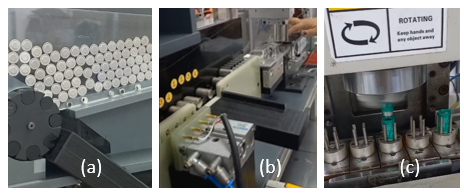 ROTATING
Keep hands and
any object away
(a)
(b)
(c)